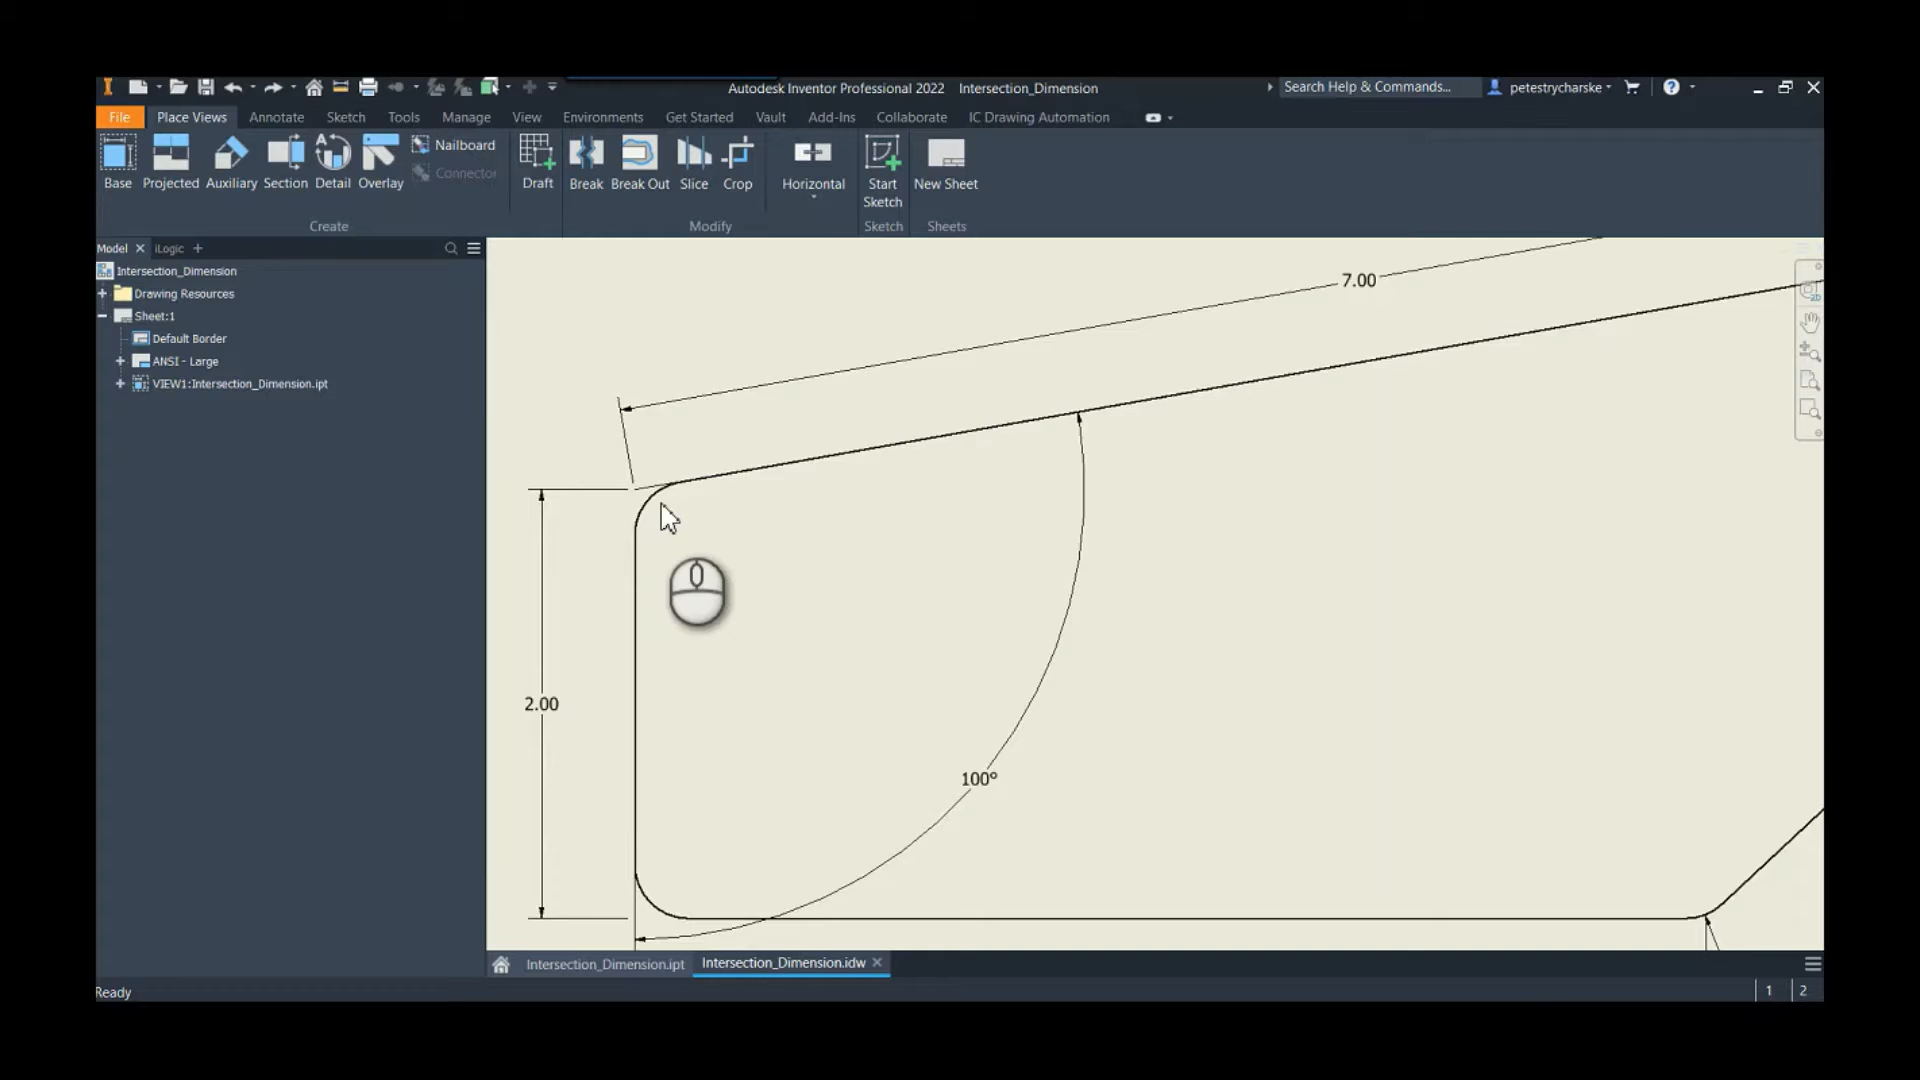 Autodesk Inventor Professional 2022 Intersection_Dimension
Search Help & Commands...
petestrycharske
File Place Views Annotate Sketch Tools Manage View Environments Get Started Vault Add-Ins Collaborate IC Drawing Automation
Base Projected Auxiliary Section Detail Overlay
Nailboard
Connector
Draft
Break Break Out Slice Crop
Horizontal
Start
Sketch
New Sheet
Create Modify Sketch Sheets
Model iLogic
Intersection_Dimension
Drawing Resources
Sheet:1
Default Border
ANSI - Large
VIEW1:Intersection_Dimension.ipt
7.00
2.00
100°
Intersection_Dimension.ipt Intersection_Dimension.idw
Ready
1 2